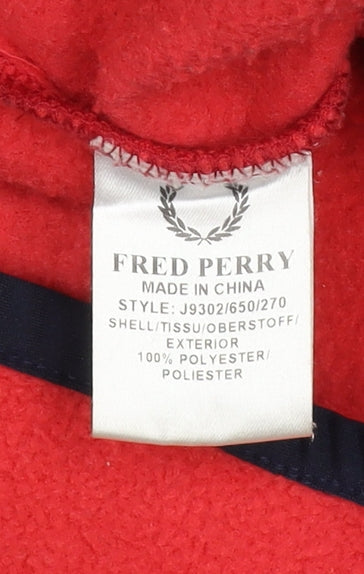 FRED PERRY
MADE IN CHINA
STYLE: J9302/650/270
SHELL/TISSU/OBERSTOFF/
EXTERIOR
100% POLYESTER/
POLIESTER